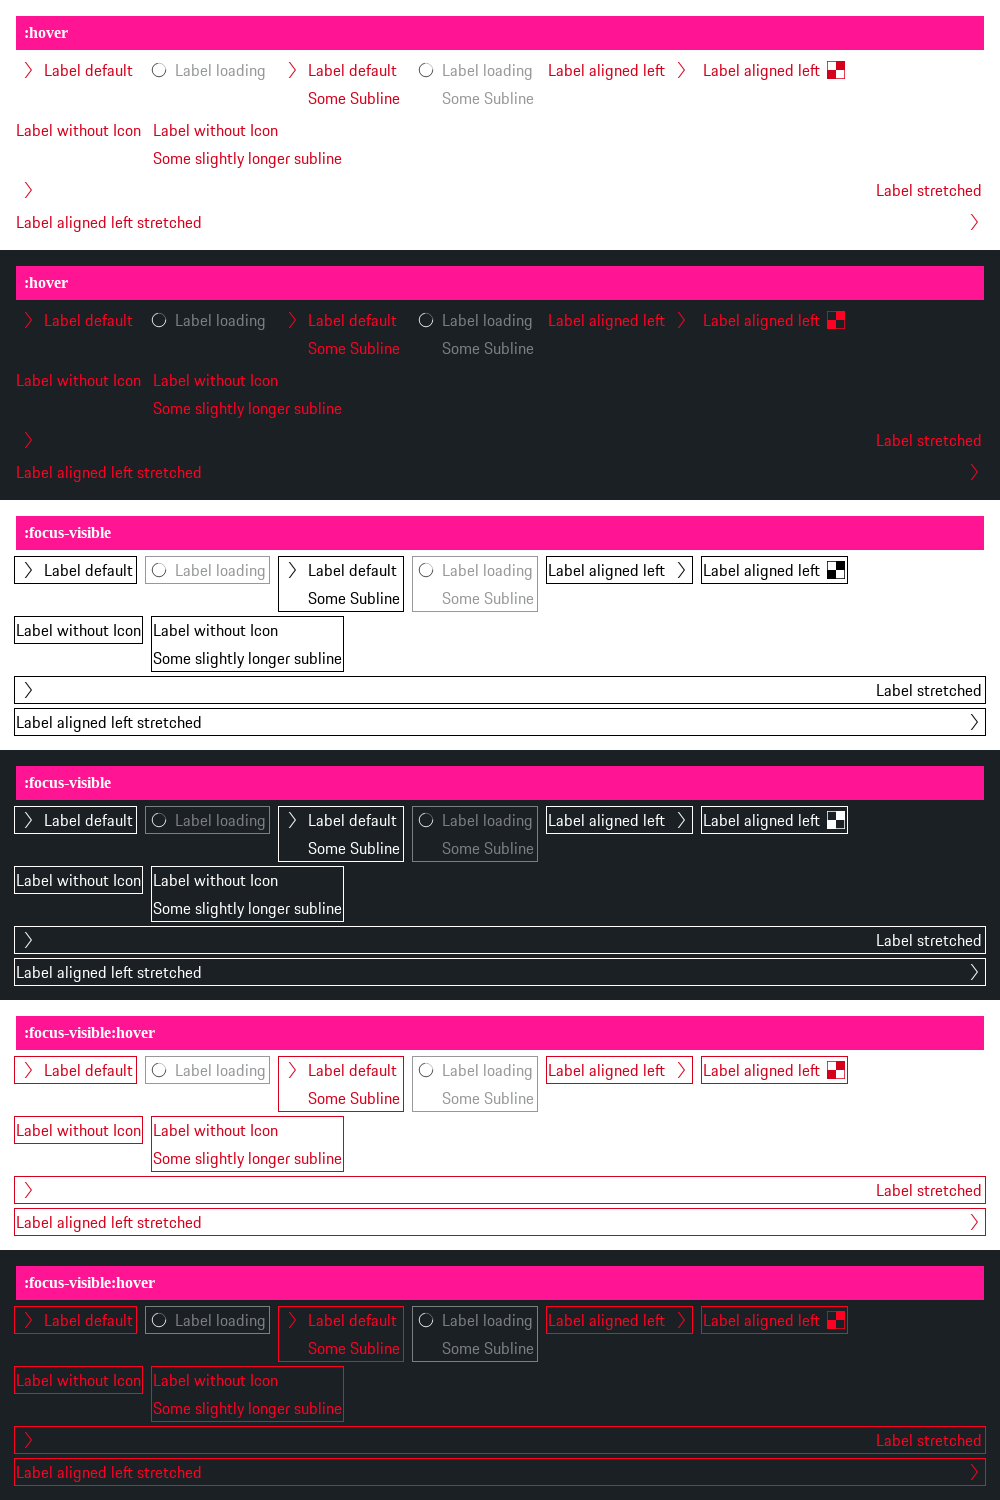 :hover
Label default Label loading Label default Label loading Label aligned left Label aligned left
Some Subline Some Subline
Label without Icon Label without Icon
Some slightly longer subline
Label stretched
Label aligned left stretched
:hover
Label default Label loading Label default Label loading Label aligned left Label aligned left
Some Subline Some Subline
Label without Icon Label without Icon
Some slightly longer subline
Label stretched
Label aligned left stretched
:focus-visible
Label default Label loading Label default Label loading Label aligned left Label aligned left
Some Subline Some Subline
Label without Icon Label without Icon
Some slightly longer subline
Label stretched
Label aligned left stretched
:focus-visible
Label default Label loading Label default Label loading Label aligned left Label aligned left
Some Subline Some Subline
Label without Icon Label without Icon
Some slightly longer subline
Label stretched
Label aligned left stretched
:focus-visible:hover
Label default Label loading Label default Label loading Label aligned left Label aligned left
Some Subline Some Subline
Label without Icon Label without Icon
Some slightly longer subline
Label stretched
Label aligned left stretched
:focus-visible:hover
Label default Label loading Label default Label loading Label aligned left Label aligned left
Some Subline Some Subline
Label without Icon Label without Icon
Some slightly longer subline
Label stretched
Label aligned left stretched